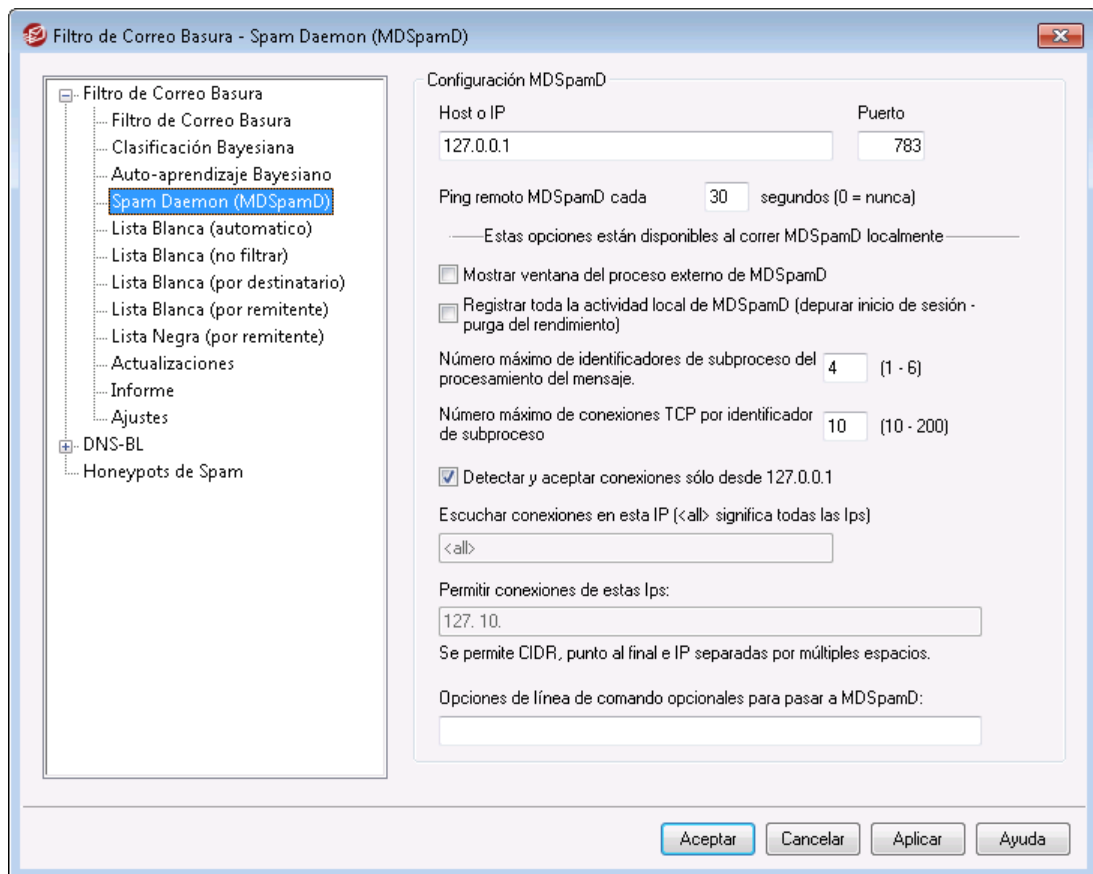 Filtro de Correo Basura - Spam Daemon (MDSpamD)
Filtro de Correo Basura
Filtro de Correo Basura
Clasificación Bayesiana
Auto-aprendizaje Bayesiano
Spam Daemon (MDSpamD)
Lista Blanca (automatico)
Lista Blanca (no filtrar)
Lista Blanca (por destinatario)
Lista Blanca (por remitente)
Lista Negra (por remitente)
Actualizaciones
Informe
Ajustes
DNS-BL
Honeypots de Spam
Configuración MDSpamD
Host o IP Puerto
127.0.0.1 783
Ping remoto MDSpamD cada 30 segundos (0 = nunca)
Estas opciones están disponibles al correr MDSpamD localmente
Mostrar ventana del proceso externo de MDSpamD
Registrar toda la actividad local de MDSpamD (depurar inicio de sesión -
purga del rendimiento)
Número máximo de identificadores de subproceso del
procesamiento del mensaje. 4 (1 - 6)
Número máximo de conexiones TCP por identificador
de subproceso 10 (10 - 200)
Detectar y aceptar conexiones sólo desde 127.0.0.1
Escuchar conexiones en esta IP (<all> significa todas las Ips)
<all>
Permitir conexiones de estas Ips:
127. 10.
Se permite CIDR, punto al final e IP separadas por múltiples espacios.
Opciones de línea de comando opcionales para pasar a MDSpamD:
Aceptar Cancelar Aplicar Ayuda